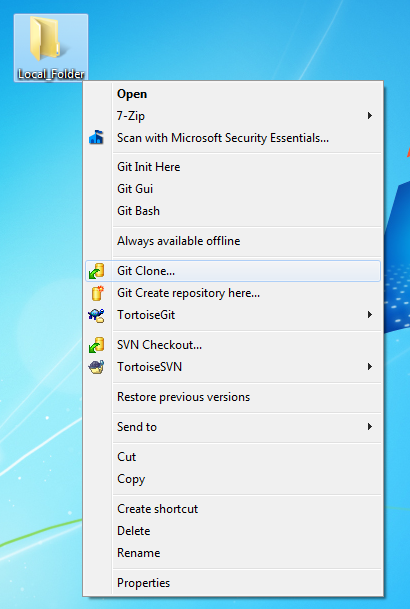 Local_Folder
Open
7-Zip
Scan with Microsoft Security Essentials...
Git Init Here
Git Gui
Git Bash
Always available offline
Git Clone...
Git Create repository here...
TortoiseGit
SVN Checkout...
TortoiseSVN
Restore previous versions
Send to
Cut
Copy
Create shortcut
Delete
Rename
Properties